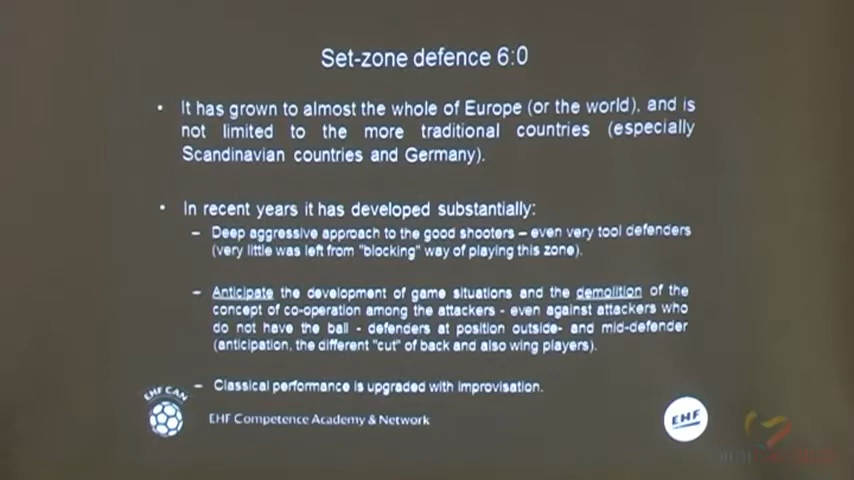 Set-zone defence 6:0
• It has grown to almost the whole of Europe (or the world), and is
not limited to the more traditional countries (especially
Scandinavian countries and Germany).
• In recent years it has developed substantially:
– Deep aggressive approach to the good shooters – even very tool defenders
(very little was left from "blocking" way of playing this zone).
– Anticipate the development of game situations and the demolition of the
concept of co-operation among the attackers - even against attackers who
do not have the ball - defenders at position outside- and mid-defender
(anticipation, the different "cut" of back and also wing players).
– Classical performance is upgraded with improvisation.
EHF CAN
EHF Competence Academy & Network
EHF